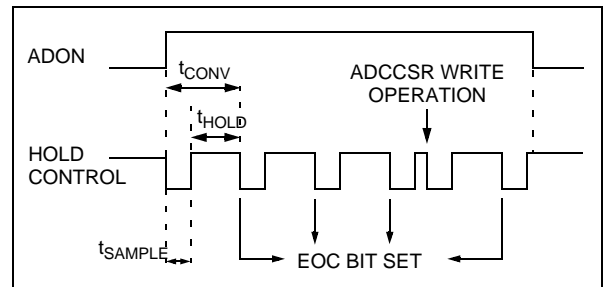 ADON
tCONV
ADCCSR WRITE
OPERATION
tHOLD
HOLD
CONTROL
tSAMPLE
EOC BIT SET